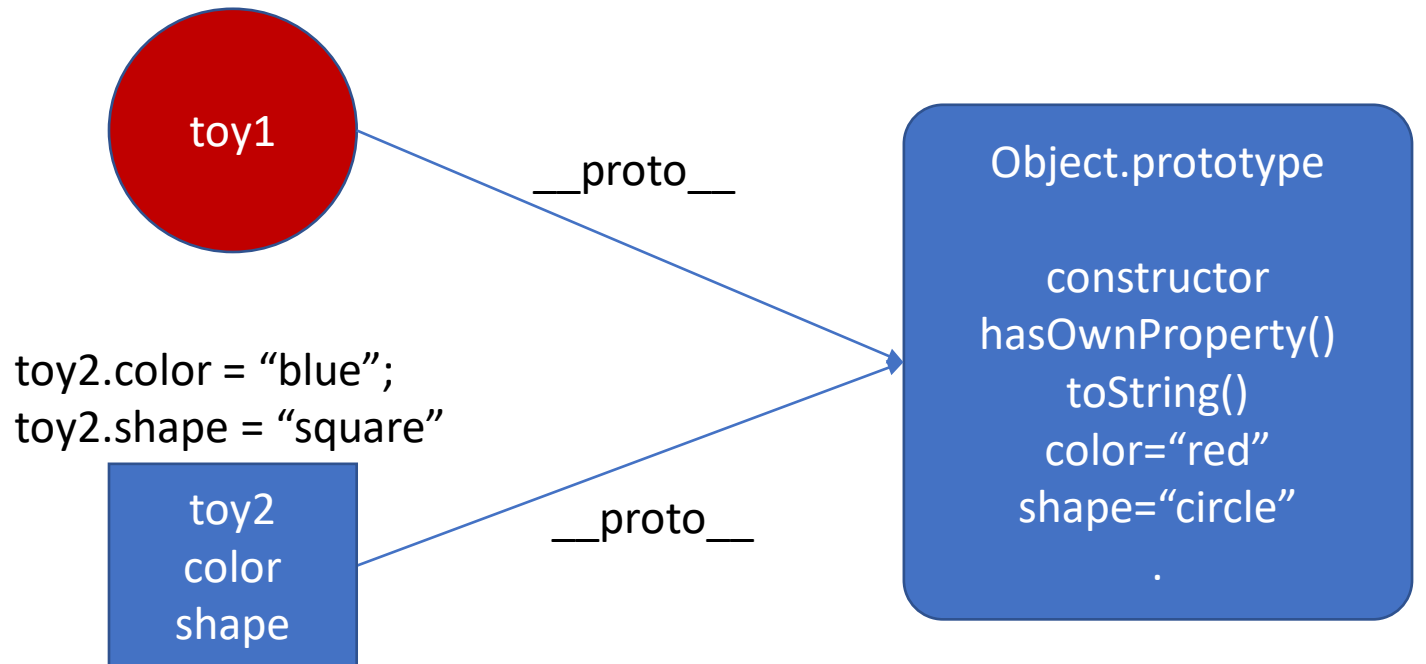 toy1
__proto__
toy2.color = “blue”;
toy2.shape = “square”
toy2
color
shape
__proto__
Object.prototype
constructor
hasOwnProperty()
toString()
color=“red”
shape=“circle”
.